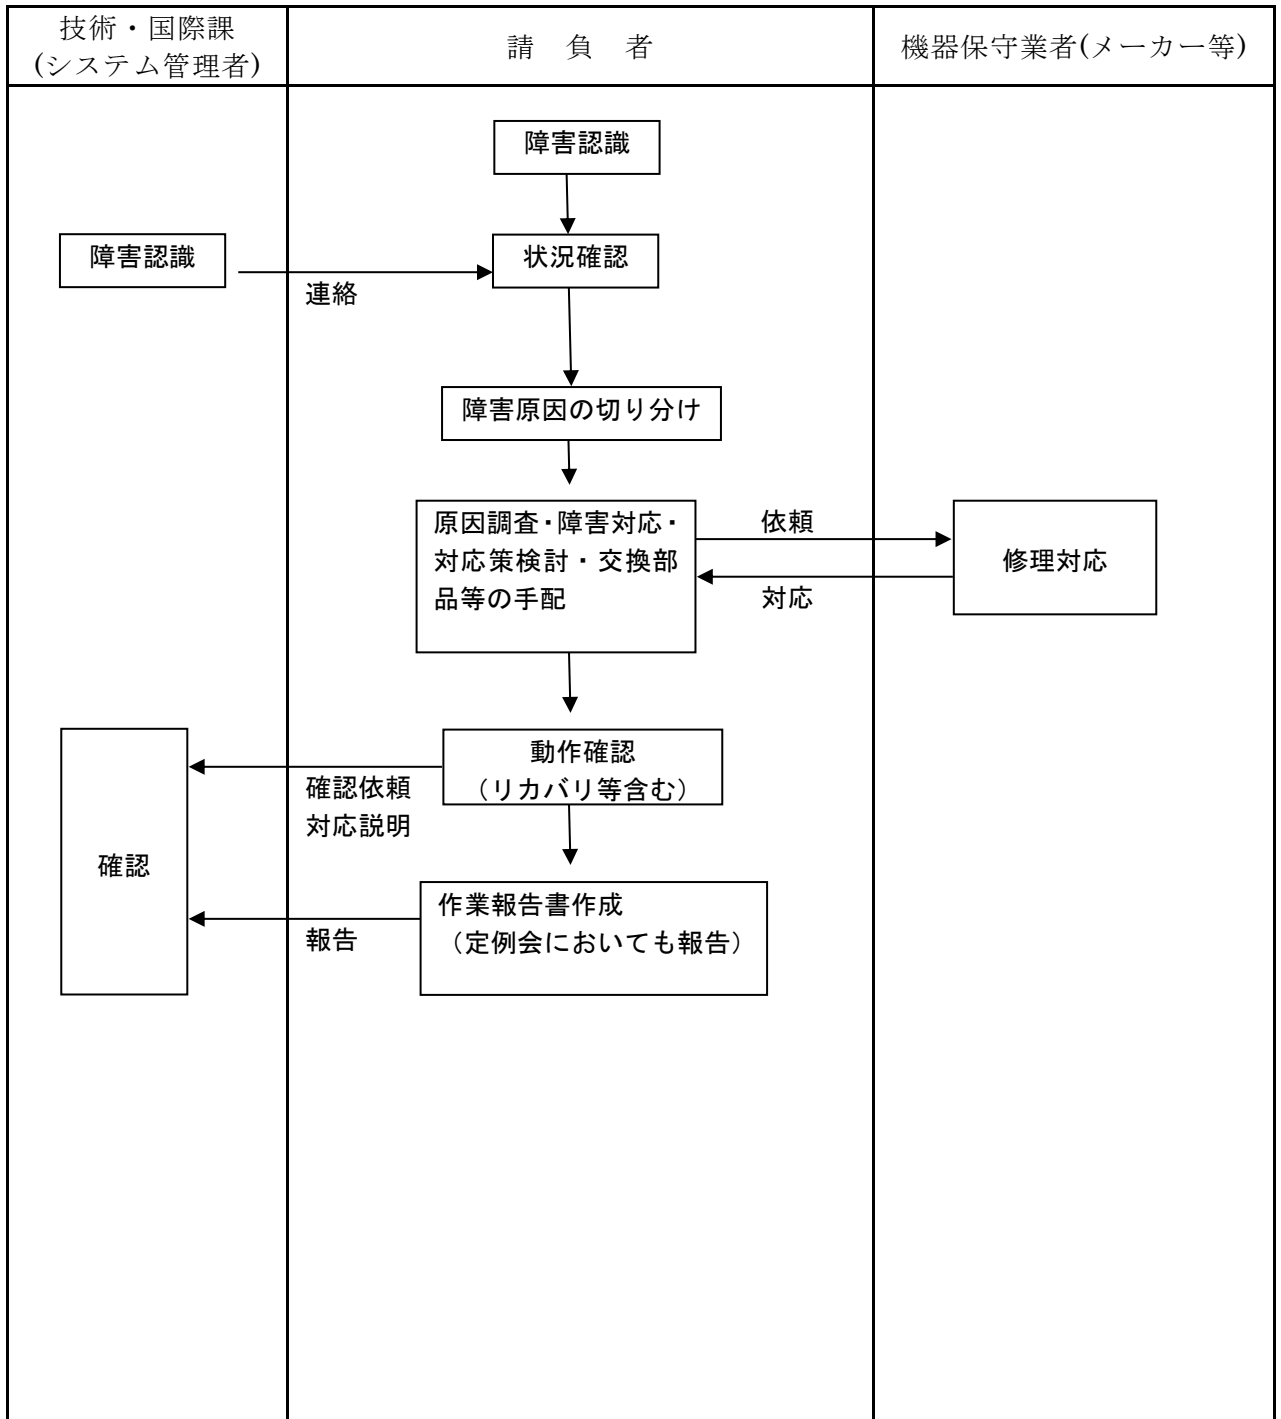 技術・国際課
(システム管理者)
請　負　者
機器保守業者(メーカー等)
障害認識
障害認識
状況確認
連絡
障害原因の切り分け
原因調査・障害対応・
対応策検討・交換部
品等の手配
依頼
対応
修理対応
動作確認
（リカバリ等含む）
確認依頼
対応説明
確認
作業報告書作成
（定例会においても報告）
報告